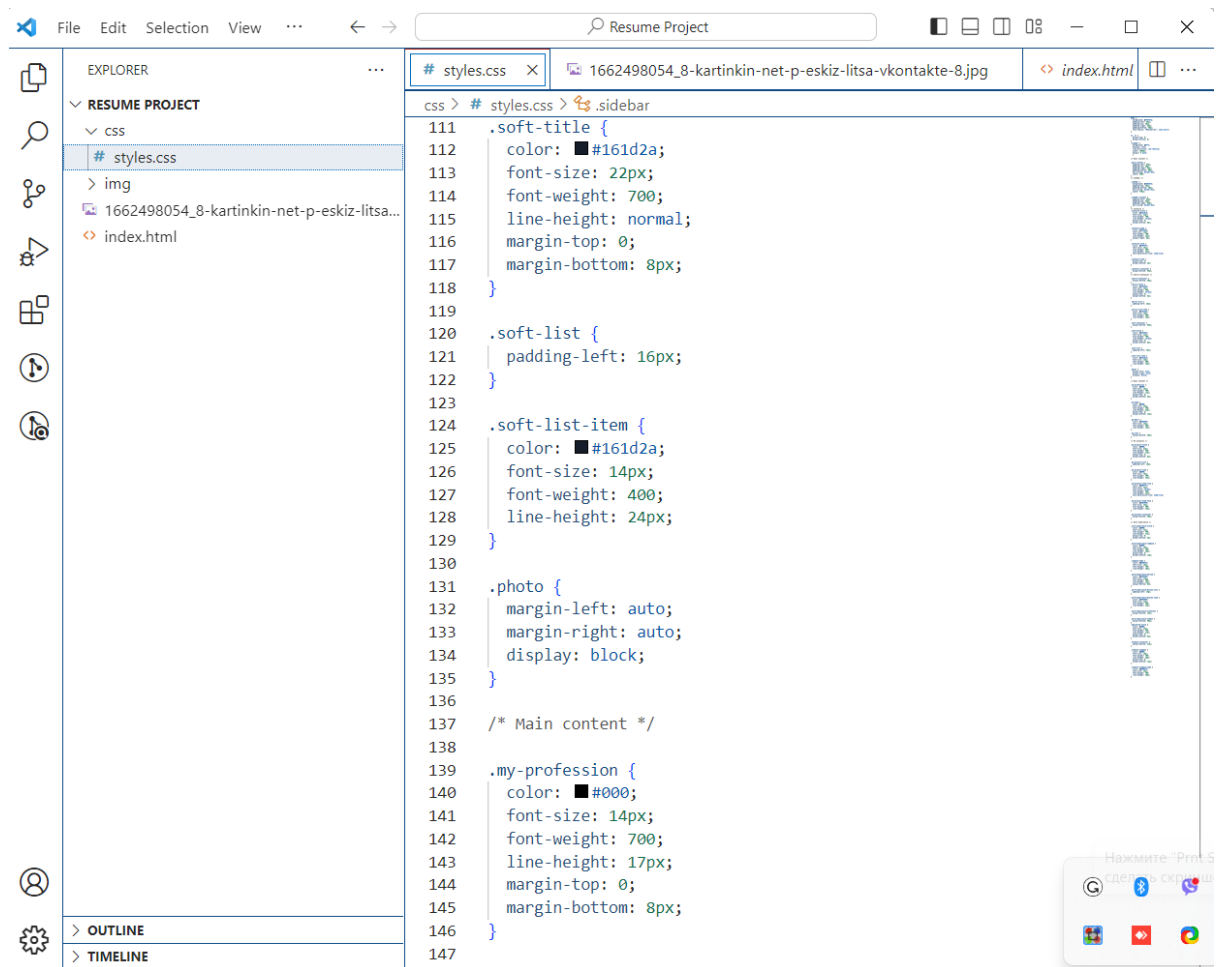 File Edit Selection View ··· Resume Project
EXPLORER ···
RESUME PROJECT
css
# styles.css
img
1662498054_8-kartinkin-net-p-eskiz-litsa...
<> index.html
OUTLINE
TIMELINE
# styles.css × 1662498054_8-kartinkin-net-p-eskiz-litsa-vkontakte-8.jpg <> index.html ···
css > # styles.css > .sidebar
111 .soft-title {
112 color: #161d2a;
113 font-size: 22px;
114 font-weight: 700;
115 line-height: normal;
116 margin-top: 0;
117 margin-bottom: 8px;
118 }
119
120 .soft-list {
121 padding-left: 16px;
122 }
123
124 .soft-list-item {
125 color: #161d2a;
126 font-size: 14px;
127 font-weight: 400;
128 line-height: 24px;
129 }
130
131 .photo {
132 margin-left: auto;
133 margin-right: auto;
134 display: block;
135 }
136
137 /* Main content */
138
139 .my-profession {
140 color: #000;
141 font-size: 14px;
142 font-weight: 700;
143 line-height: 17px;
144 margin-top: 0;
145 margin-bottom: 8px;
146 }
147
Нажмите "Prnt S
сделать